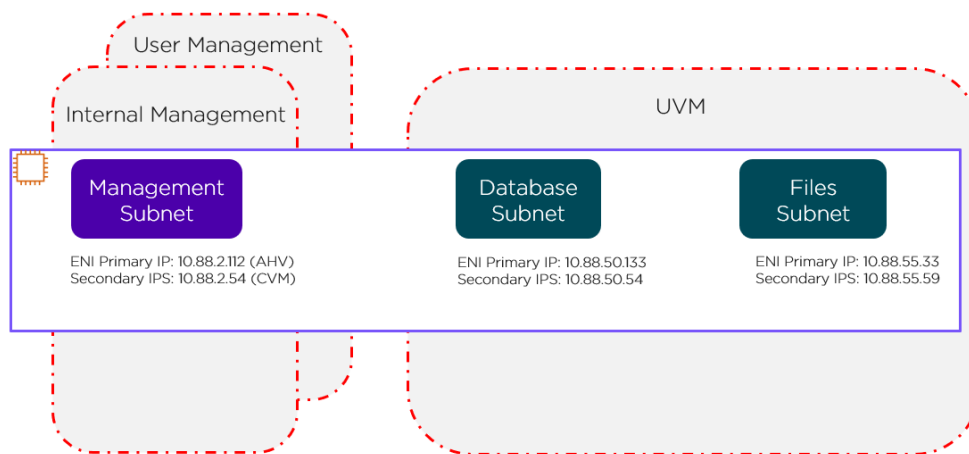 User Management
Internal Management
UVM
Management
Subnet
ENI Primary IP: 10.88.2.112 (AHV)
Secondary IPS: 10.88.2.54 (CVM)
Database
Subnet
ENI Primary IP: 10.88.50.133
Secondary IPS: 10.88.50.54
Files
Subnet
ENI Primary IP: 10.88.55.33
Secondary IPS: 10.88.55.59